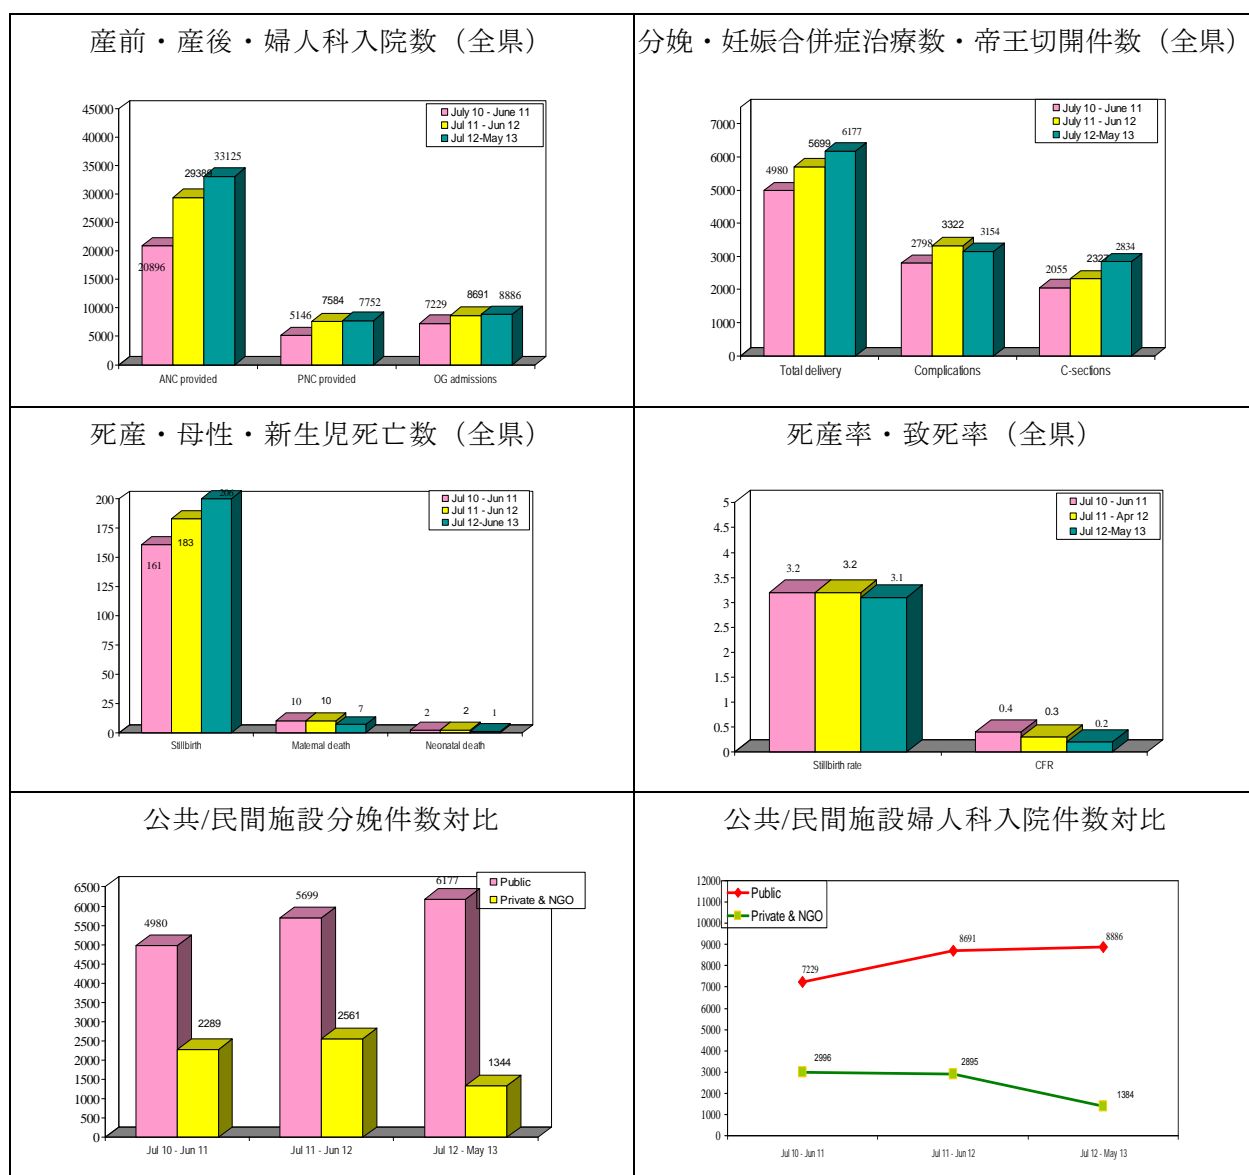 産前・産後・婦人科入院数（全県）
July 10 - June 11
Jul 11 - Jun 12
Jul 12-May 13
45000
40000
35000
30000
25000
20000
15000
10000
5000
0
20896
29386
33125
5146
7584
7752
7229
8691
8886
ANC provided
PNC provided
OG admissions
分娩・妊娠合併症治療数・帝王切開件数（全県）
July 10 - June 11
July 11 - Jun 12
July 12-May 13
7000
6000
5000
4000
3000
2000
1000
0
4980
5699
6177
2798
3322
3154
2055
2327
2834
Total delivery
Complications
C-sections
死産・母性・新生児死亡数（全県）
Jul 10 - Jun 11
Jul 11 - Jun 12
Jul 12-June 13
200
175
150
125
100
75
50
25
0
161
183
206
10
10
7
2
2
1
Stillbirth
Maternal death
Neonatal death
死産率・致死率（全県）
Jul 10 - Jun 11
Jul 11 - Apr 12
Jul 12-May 13
5
4.5
4
3.5
3
2.5
2
1.5
1
0.5
0
3.2
3.2
3.1
0.4
0.3
0.2
Stillbirth rate
CFR
公共/民間施設分娩件数対比
Public
Private & NGO
6500
6000
5500
5000
4500
4000
3500
3000
2500
2000
1500
1000
500
0
4980
2289
5699
2561
6177
1344
Jul 10 - Jun 11
Jul 11 - Jun 12
Jul 12 - May 13
公共/民間施設婦人科入院件数対比
Public
Private & NGO
12000
11000
10000
9000
8000
7000
6000
5000
4000
3000
2000
1000
0
7229
8691
8886
2996
2895
1384
Jul 10 - Jun 11
Jul 11 - Jun 12
Jul 12 - May 13